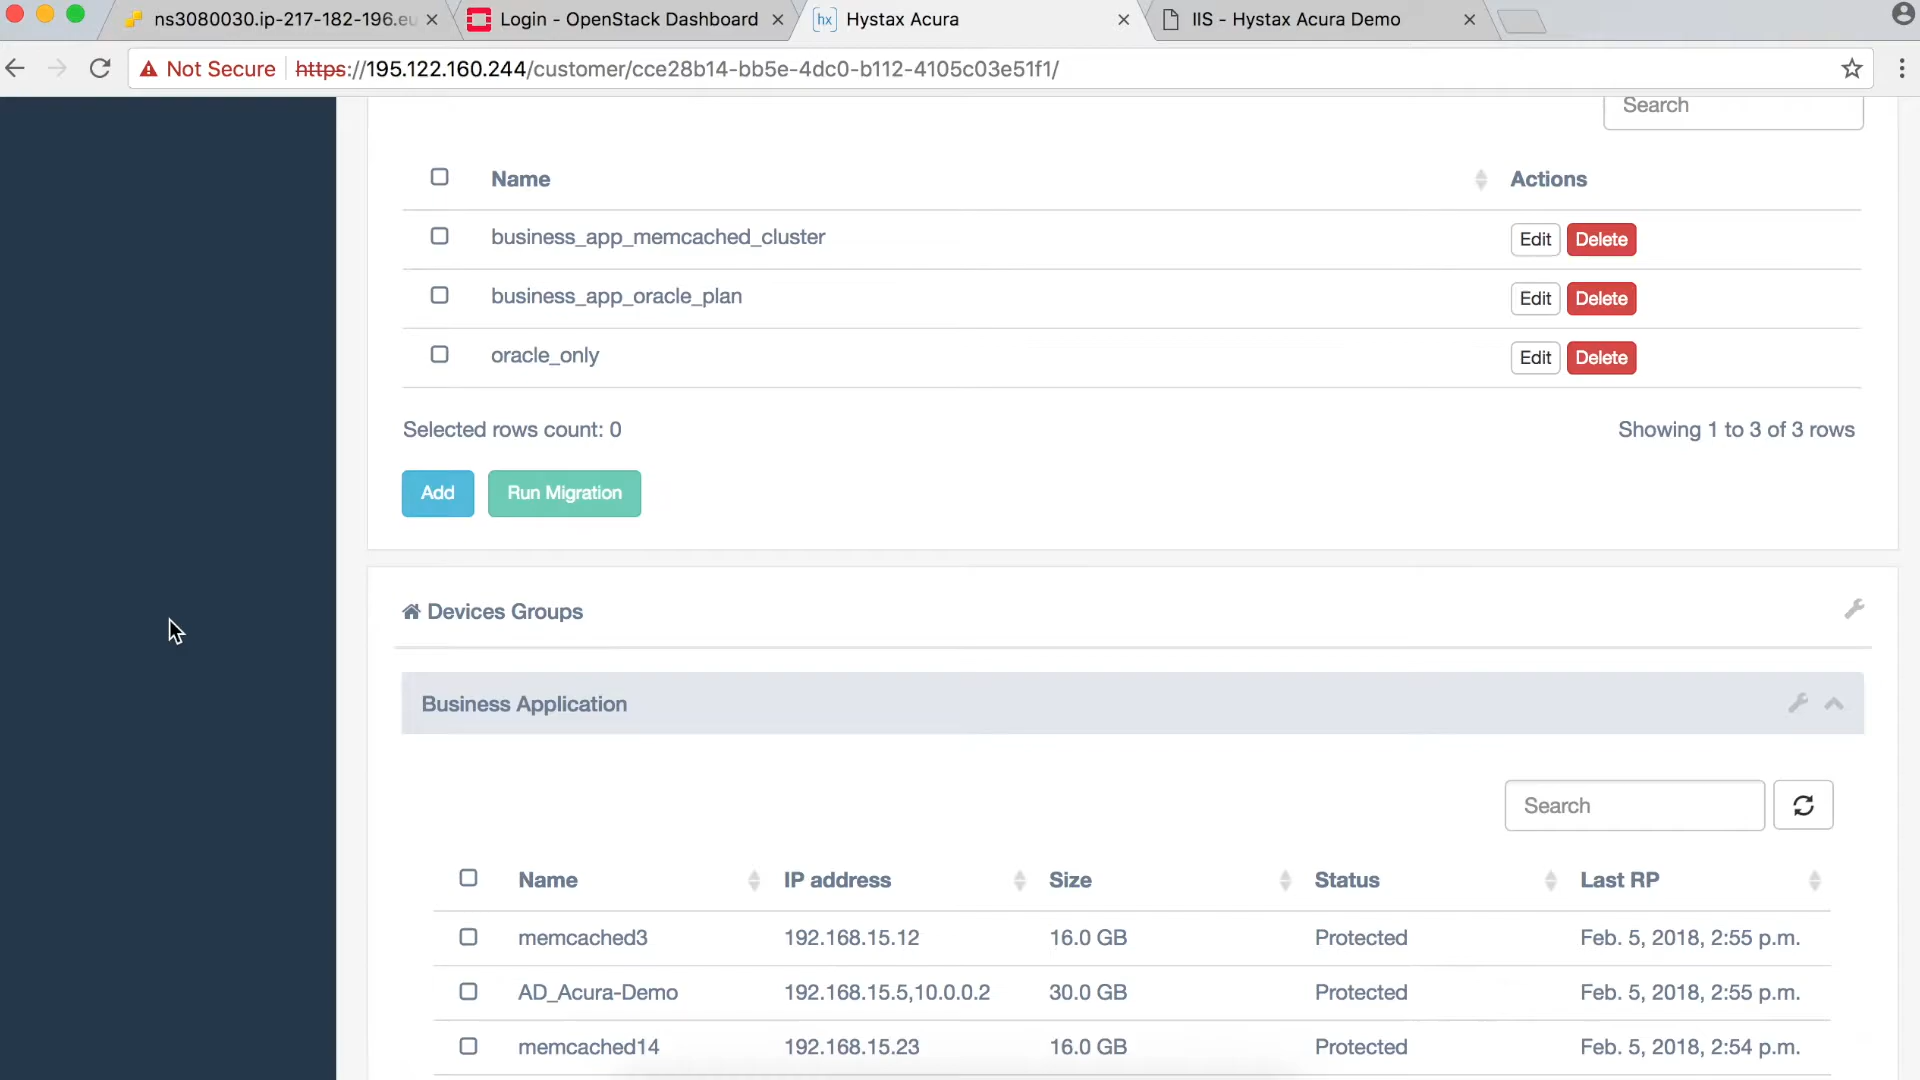 ns3080030.ip-217-182-196.eu
Login - OpenStack Dashboard
hx Hystax Acura
IIS - Hystax Acura Demo
Not Secure https://195.122.160.244/customer/cce28b14-bb5e-4dc0-b112-4105c03e51f1/
Search
Name Actions
business_app_memcached_cluster Edit Delete
business_app_oracle_plan Edit Delete
oracle_only Edit Delete
Selected rows count: 0 Showing 1 to 3 of 3 rows
Add Run Migration
Devices Groups
Business Application
Search
Name IP address Size Status Last RP
memcached3 192.168.15.12 16.0 GB Protected Feb. 5, 2018, 2:55 p.m.
AD_Acura-Demo 192.168.15.5,10.0.0.2 30.0 GB Protected Feb. 5, 2018, 2:55 p.m.
memcached14 192.168.15.23 16.0 GB Protected Feb. 5, 2018, 2:54 p.m.